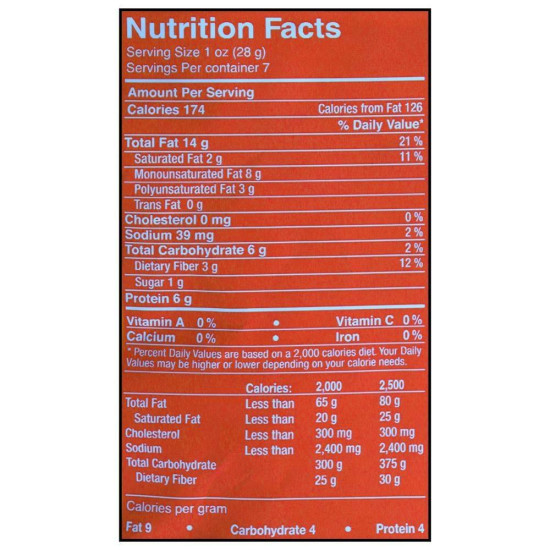 Nutrition Facts
Serving Size 1 oz (28 g)
Servings Per container 7
Amount Per Serving
Calories 174 Calories from Fat 126
% Daily Value*
Total Fat 14 g 21 %
Saturated Fat 2 g 11 %
Monounsaturated Fat 8 g
Polyunsaturated Fat 3 g
Trans Fat 0 g
Cholesterol 0 mg 0 %
Sodium 39 mg 2 %
Total Carbohydrate 6 g 2 %
Dietary Fiber 3 g 12 %
Sugar 1 g
Protein 6 g
Vitamin A 0 % • Vitamin C 0 %
Calcium 0 % • Iron 0 %
* Percent Daily Values are based on a 2,000 calories diet. Your Daily
Values may be higher or lower depending on your calorie needs.
Calories: 2,000 2,500
Total Fat Less than 65 g 80 g
Saturated Fat Less than 20 g 25 g
Cholesterol Less than 300 mg 300 mg
Sodium Less than 2,400 mg 2,400 mg
Total Carbohydrate 300 g 375 g
Dietary Fiber 25 g 30 g
Calories per gram
Fat 9 • Carbohydrate 4 • Protein 4